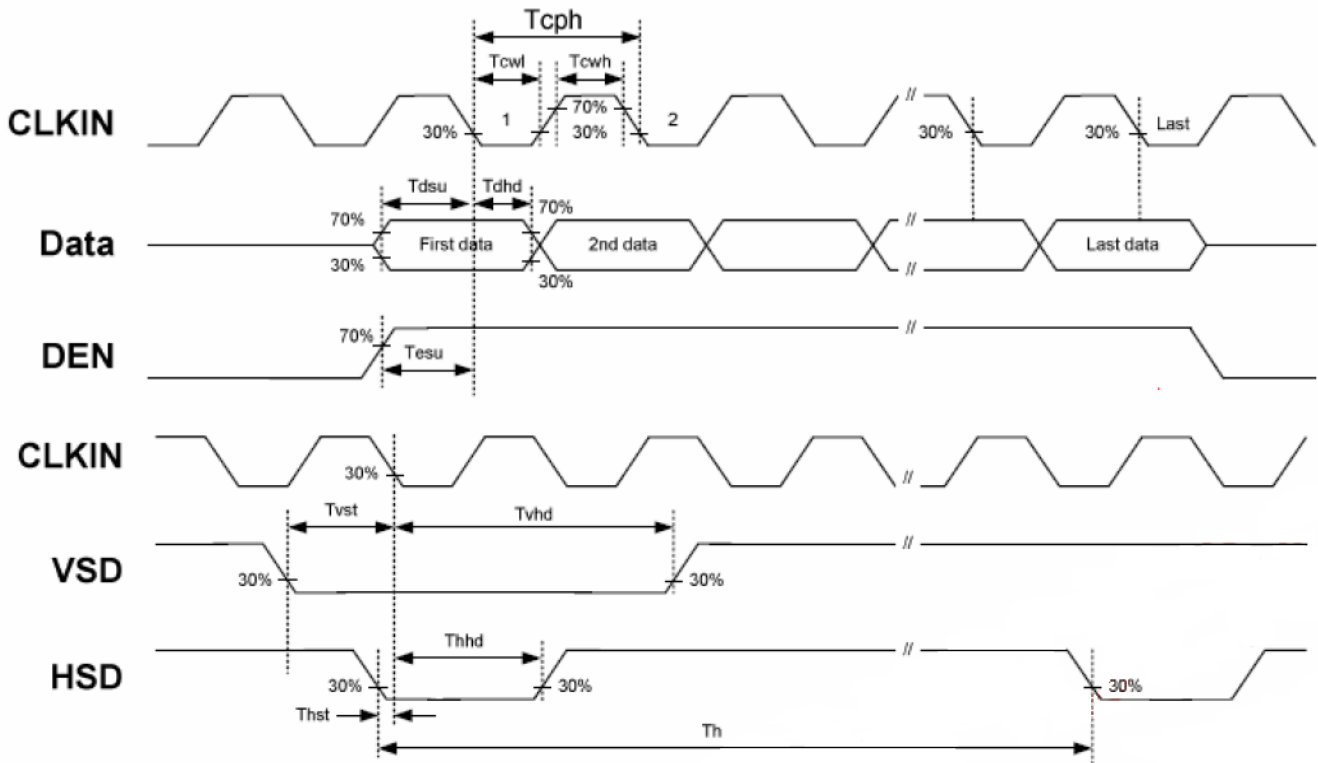 Tcph
Tcwl Tcwh
CLKIN 30% 1 70% 30% 2 // 30% 30% Last
Tdsu Tdhd
70% 70%
Data First data 2nd data // Last data
30% 30% //
70% //
DEN Tesu
CLKIN 30% //
Tvst Tvhd
VSD 30% 30% //
Thhd //
HSD 30% 30% 30%
Thst
Th